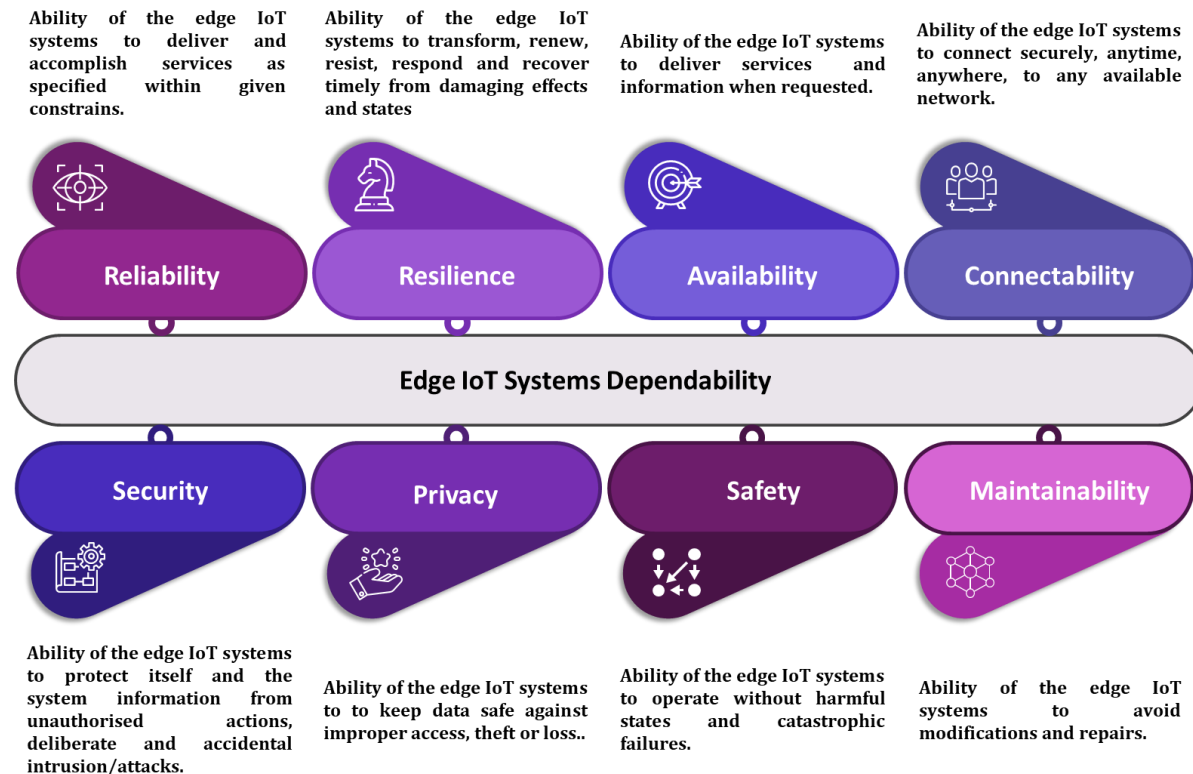 Ability of the edge IoT
systems to deliver and
accomplish services as
specified within given
constrains.
Ability of the edge IoT
systems to transform, renew,
resist, respond and recover
timely from damaging effects
and states
Ability of the edge IoT systems
to deliver services and
information when requested.
Ability of the edge IoT systems
to connect securely, anytime,
anywhere, to any available
network.
Reliability
Resilience
Availability
Connectability
Edge IoT Systems Dependability
Security
Privacy
Safety
Maintainability
Ability of the edge IoT systems
to protect itself and the
system information from
unauthorised actions,
deliberate and accidental
intrusion/attacks.
Ability of the edge IoT systems
to to keep data safe against
improper access, theft or loss..
Ability of the edge IoT systems
to operate without harmful
states and catastrophic
failures.
Ability of the edge IoT
systems to avoid
modifications and repairs.